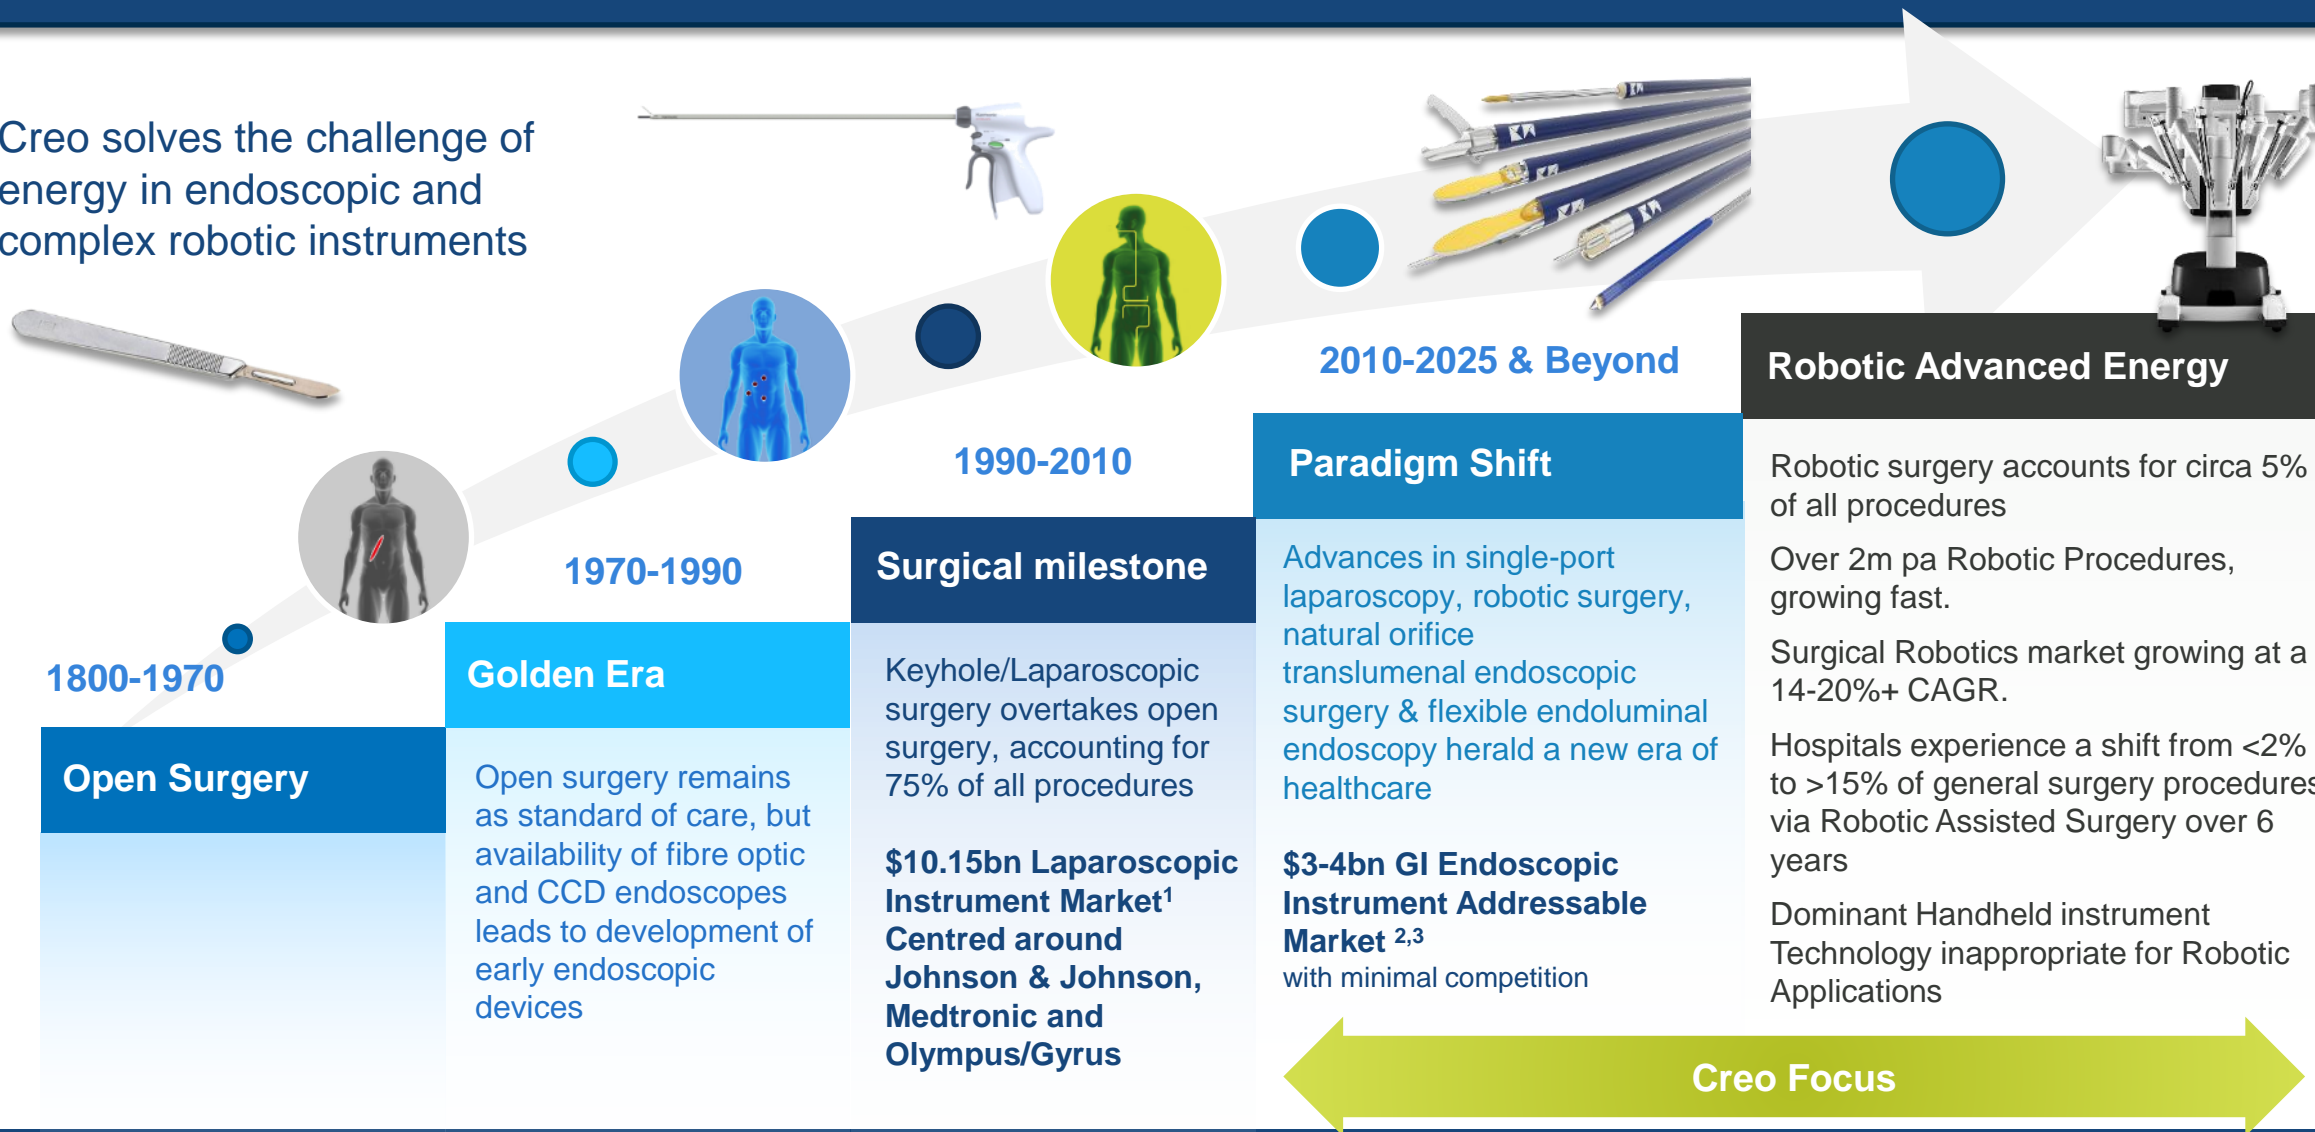 Creo solves the challenge of
energy in endoscopic and
complex robotic instruments
1800-1970
Open Surgery
1970-1990
Golden Era
Open surgery remains
as standard of care, but
availability of fibre optic
and CCD endoscopes
leads to development of
early endoscopic
devices
1990-2010
Surgical milestone
Keyhole/Laparoscopic
surgery overtakes open
surgery, accounting for
75% of all procedures
$10.15bn Laparoscopic
Instrument Market1
Centred around
Johnson & Johnson,
Medtronic and
Olympus/Gyrus
2010-2025 & Beyond
Paradigm Shift
Advances in single-port
laparoscopy, robotic surgery,
natural orifice
translumenal endoscopic
surgery & flexible endoluminal
endoscopy herald a new era of
healthcare
$3-4bn GI Endoscopic
Instrument Addressable
Market 2,3
with minimal competition
Robotic Advanced Energy
Robotic surgery accounts for circa 5%
of all procedures
Over 2m pa Robotic Procedures,
growing fast.
Surgical Robotics market growing at a
14-20%+ CAGR.
Hospitals experience a shift from <2%
to >15% of general surgery procedures
via Robotic Assisted Surgery over 6
years
Dominant Handheld instrument
Technology inappropriate for Robotic
Applications
Creo Focus